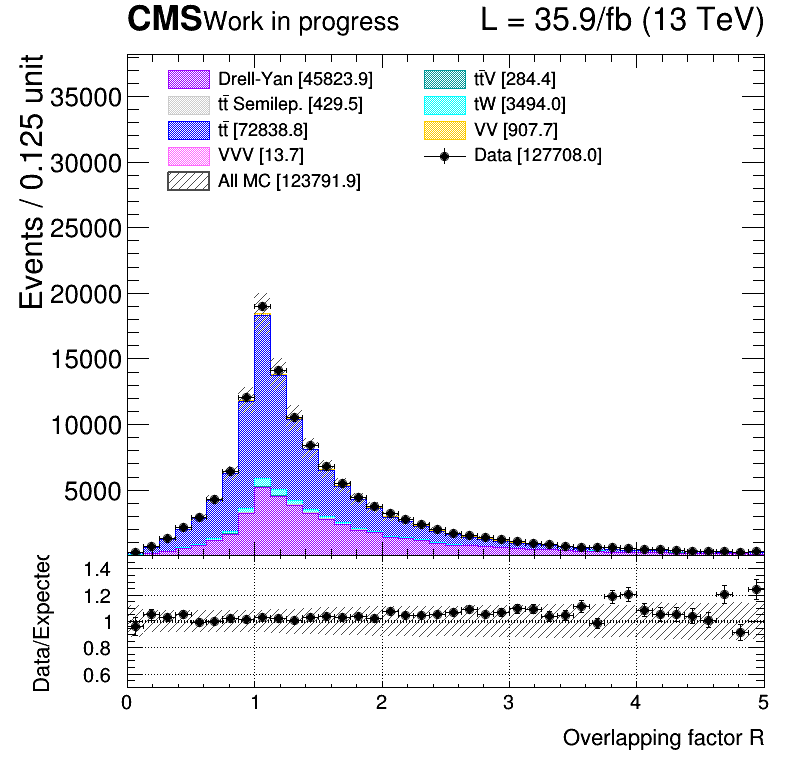 CMS Work in progress L = 35.9/fb (13 TeV)
Events / 0.125 unit
35000
30000
25000
20000
15000
10000
5000
Drell-Yan [45823.9]
tt̄ Semilep. [429.5]
tt̄ [72838.8]
VVV [13.7]
All MC [123791.9]
tt̄V [284.4]
tW [3494.0]
VV [907.7]
Data [127708.0]
Data/Expected
1.4
1.2
1
0.8
0.6
0 1 2 3 4 5
Overlapping factor R